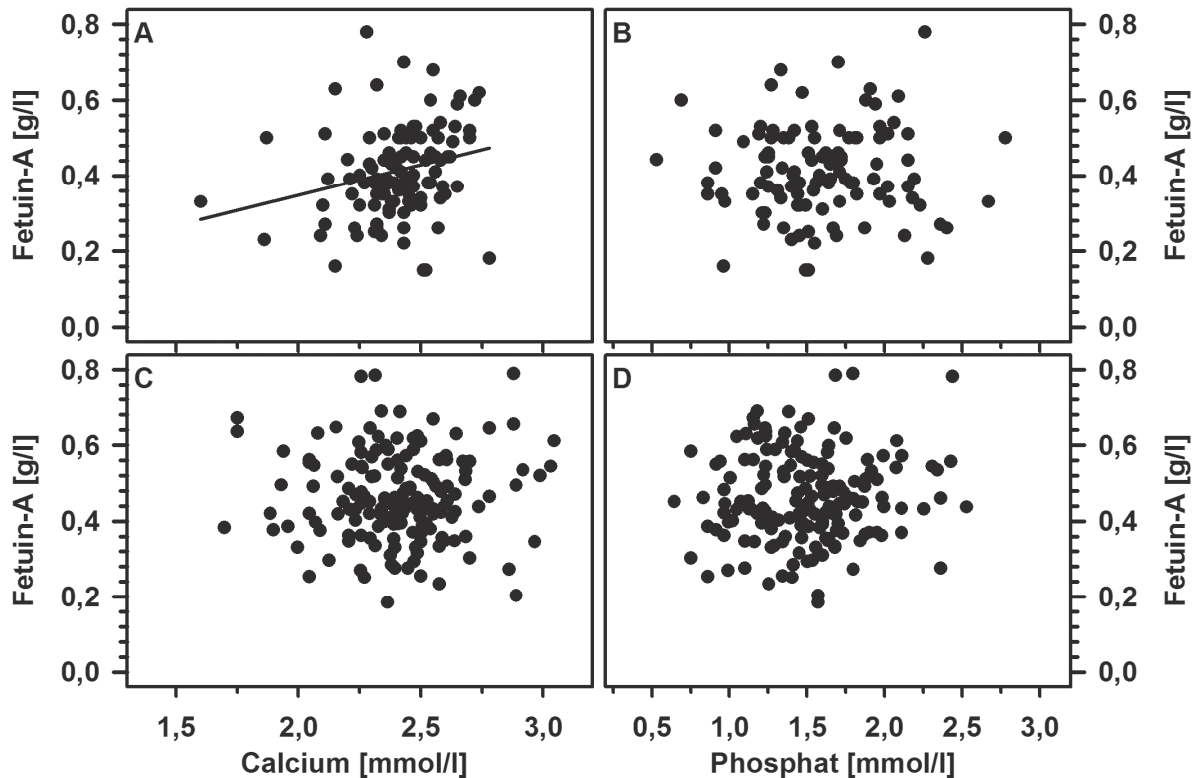 0,8
0,6
0,4
0,2
0,0
Fetuin-A [g/l]
A
B
0,8
0,6
0,4
0,2
0,0
Fetuin-A [g/l]
0,8
0,6
0,4
0,2
0,0
Fetuin-A [g/l]
C
D
0,8
0,6
0,4
0,2
0,0
Fetuin-A [g/l]
1,5 2,0 2,5 3,0
Calcium [mmol/l]
0,5 1,0 1,5 2,0 2,5 3,0
Phosphat [mmol/l]